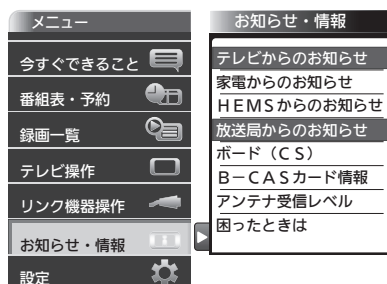 メニュー
今すぐできること
番組表・予約
録画一覧
テレビ操作
リンク機器操作
お知らせ・情報
設定
お知らせ・情報
テレビからのお知らせ
家電からのお知らせ
ＨＥＭＳからのお知らせ
放送局からのお知らせ
ボード（ＣＳ）
Ｂ－ＣＡＳカード情報
アンテナ受信レベル
困ったときは